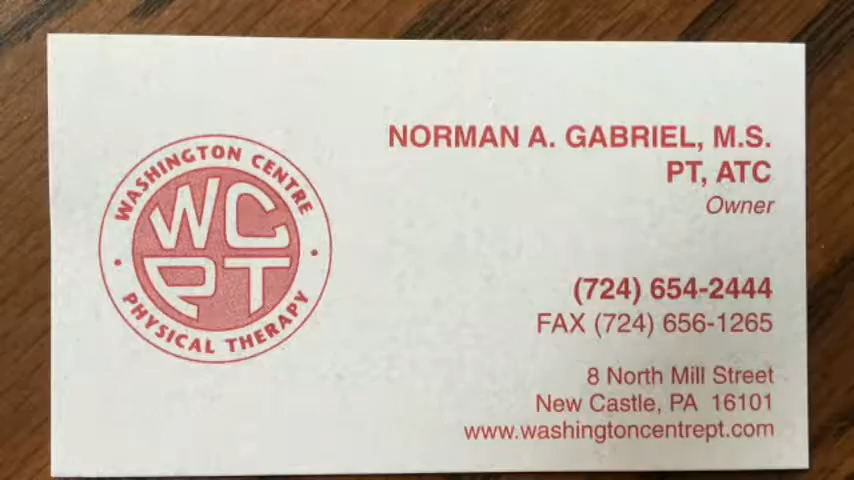 WASHINGTON CENTRE
WC
PT
PHYSICAL THERAPY
NORMAN A. GABRIEL, M.S.
PT, ATC
Owner
(724) 654-2444
FAX (724) 656-1265
8 North Mill Street
New Castle, PA 16101
www.washingtoncentrept.com